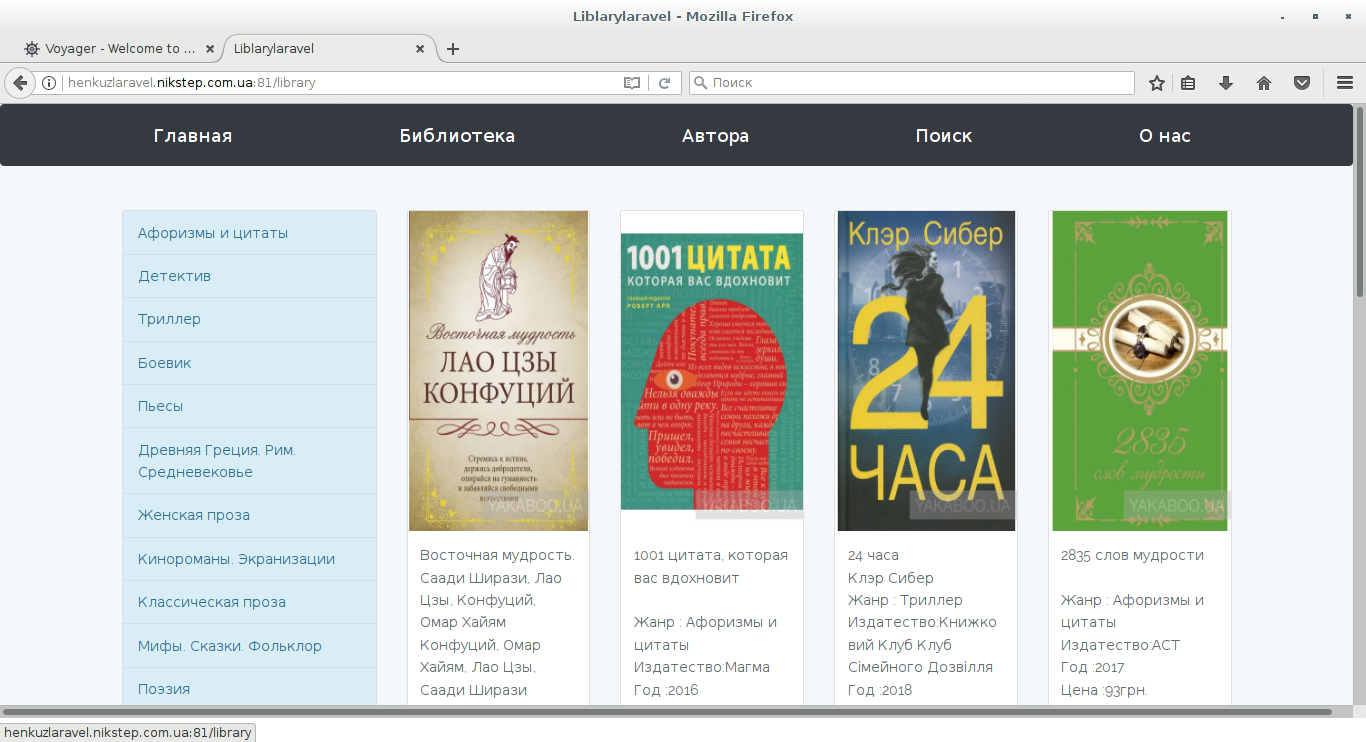 Liblarylaravel - Mozilla Firefox
Voyager - Welcome to ...
Liblarylaravel
henkuzlaravel.nikstep.com.ua:81/library
Поиск
Главная
Библиотека
Автора
Поиск
О нас
Афоризмы и цитаты
Детектив
Триллер
Боевик
Пьесы
Древняя Греция. Рим.
Средневековье
Женская проза
Кинороманы. Экранизации
Классическая проза
Мифы. Сказки. Фольклор
Поэзия
Восточная мудрость
ЛАО ЦЗЫ
КОНФУЦИЙ
Стремись к истине,
держись добродетели,
опирайся на гуманность
и забавляйся свободными
искусствами
YAKABOO.UA
Восточная мудрость.
Саади Ширази, Лао
Цзы, Конфуций,
Омар Хайям
Конфуций, Омар
Хайям, Лао Цзы,
Саади Ширази
1001 ЦИТАТА
КОТОРАЯ ВАС ВДОХНОВИТ
ГЛАВНЫЙ РЕДАКТОР
РОБЕРТ АРП
Нельзя дважды
йти в одну реку.
Пришел,
увидел,
победил.
YAKABOO.UA
1001 цитата, которая
вас вдохновит
Жанр : Афоризмы и
цитаты
Издатество:Магма
Год :2016
Клэр Сибер
24
ЧАСА
YAKABOO.UA
24 часа
Клэр Сибер
Жанр : Триллер
Издатество:Книжко
вий Клуб Клуб
Сімейного Дозвілля
Год :2018
2835
слов мудрости
YAKABOO.UA
2835 слов мудрости
Жанр : Афоризмы и
цитаты
Издатество:АСТ
Год :2017
Цена :93грн.
henkuzlaravel.nikstep.com.ua:81/library